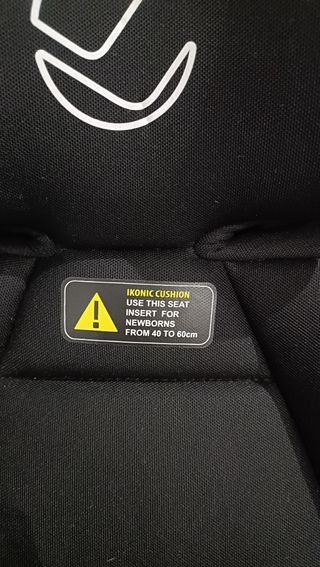 IKONIC CUSHION
USE THIS SEAT
INSERT FOR
NEWBORNS
FROM 40 TO 60cm